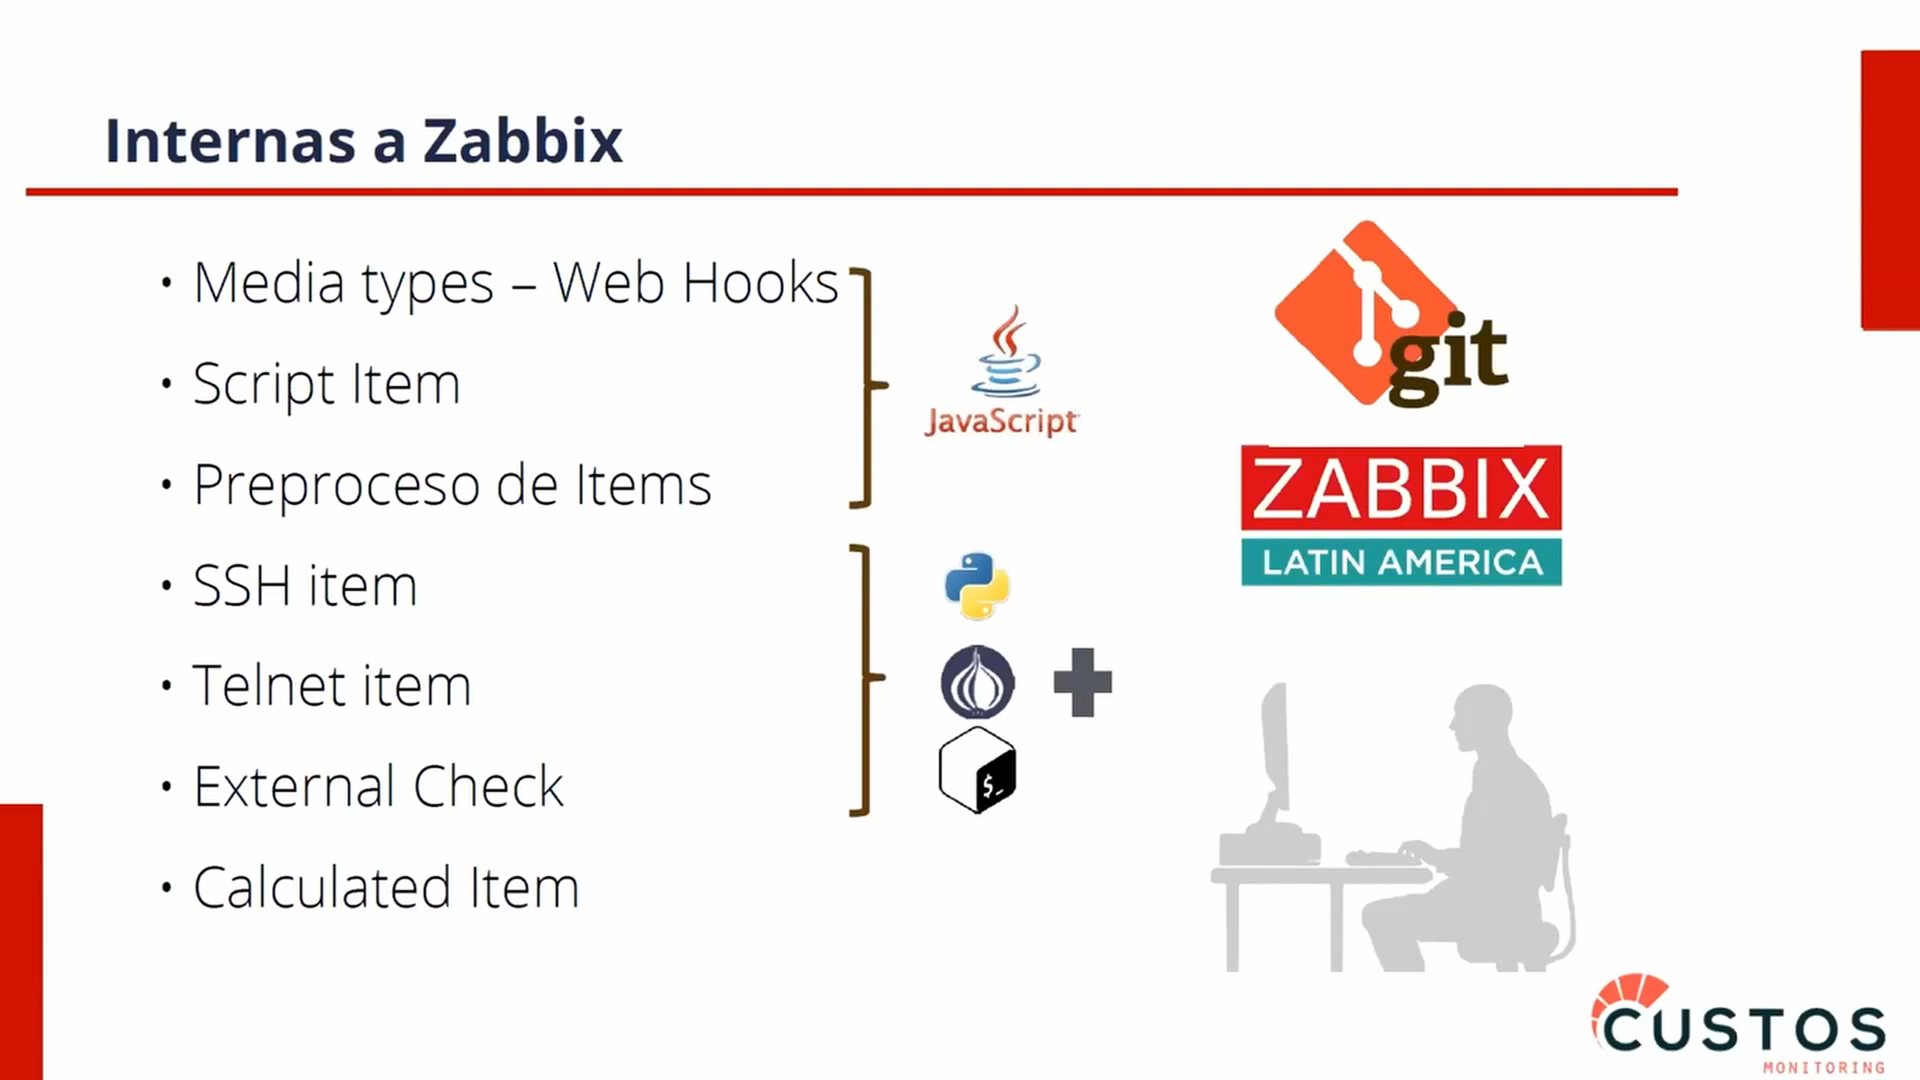 Internas a Zabbix
• Media types – Web Hooks
• Script Item
• Preproceso de Items
• SSH item
• Telnet item
• External Check
• Calculated Item
JavaScript
$_
git
ZABBIX
LATIN AMERICA
CUSTOS
MONITORING